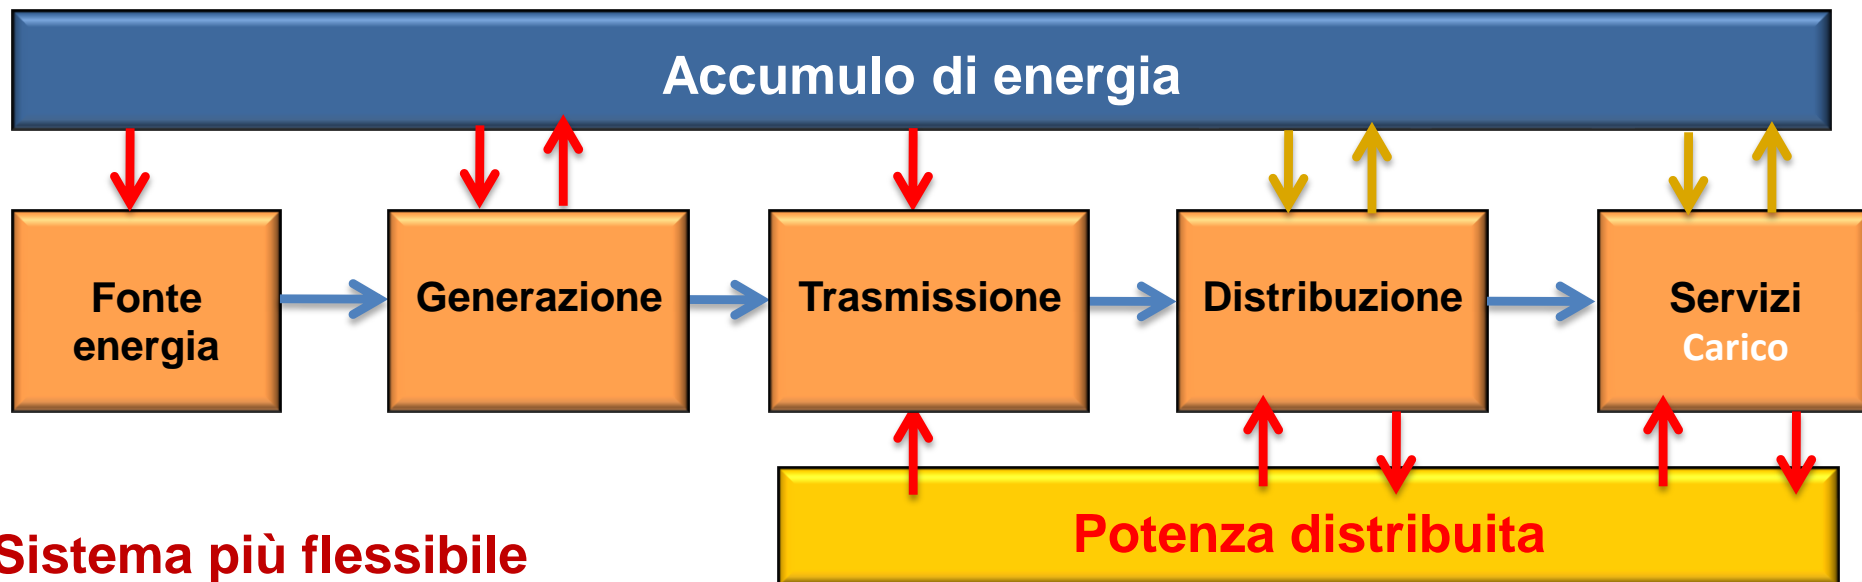 Accumulo di energia
Fonte
energia
Generazione
Trasmissione
Distribuzione
Servizi
Carico
Potenza distribuita
Sistema più flessibile